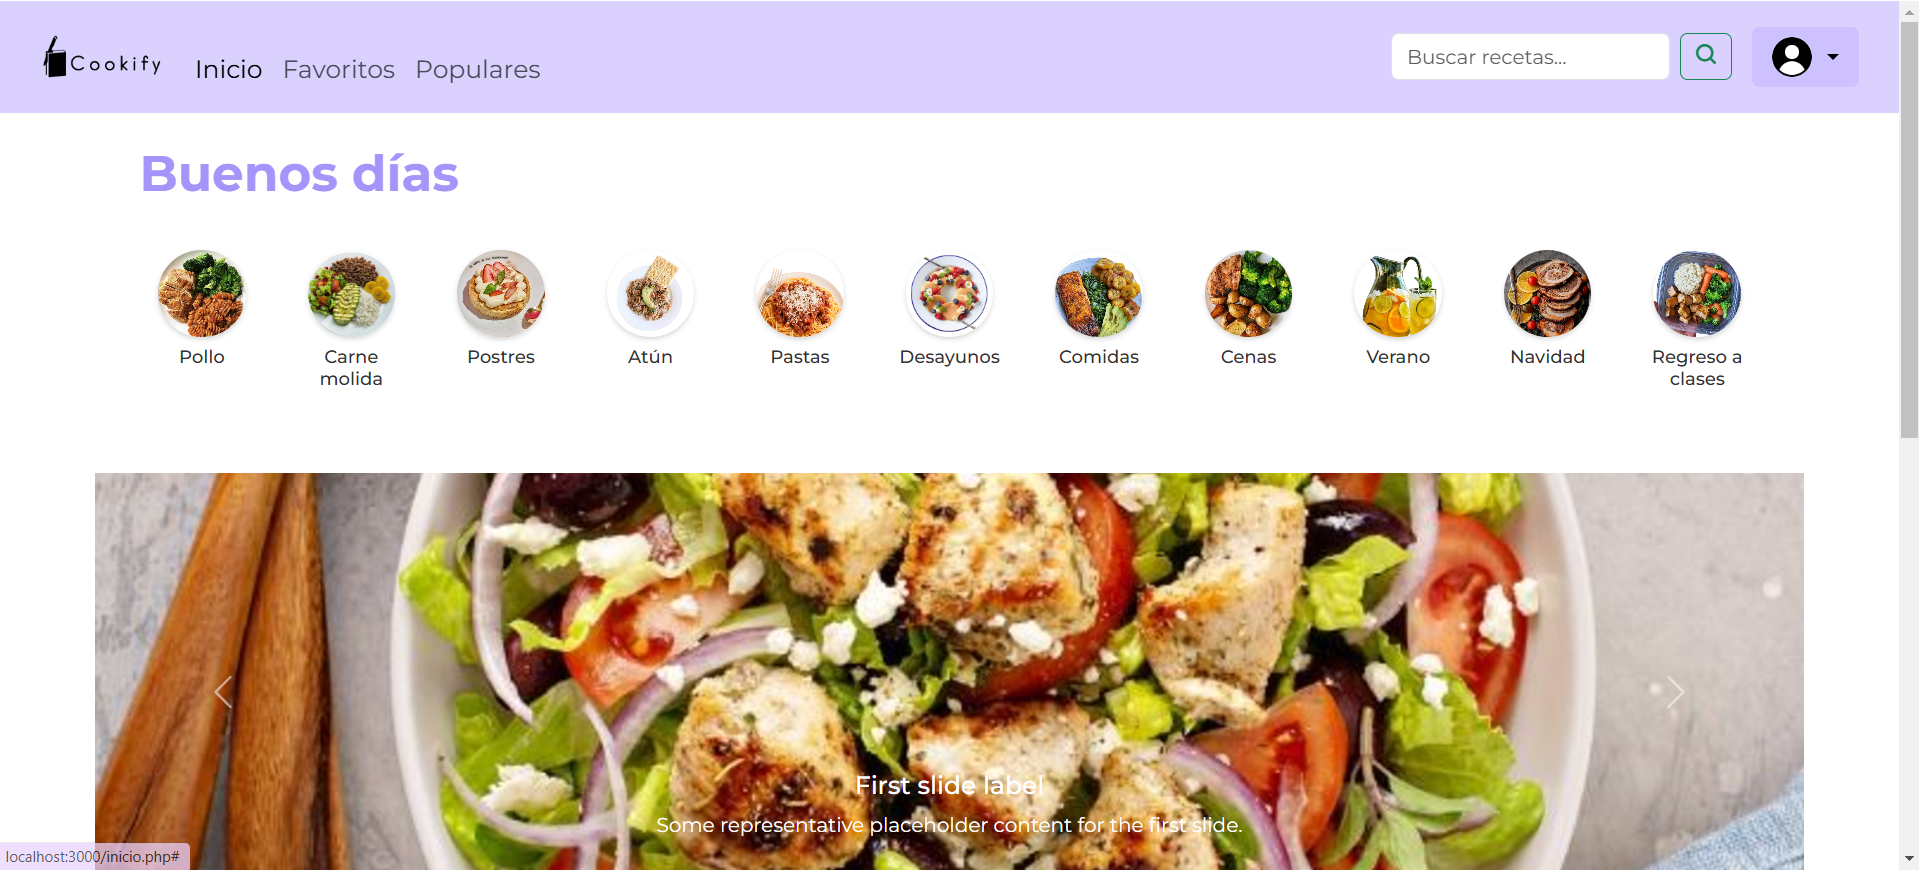 Cookify
Inicio Favoritos Populares
Buscar recetas...
Buenos días
Pollo
Carne
molida
Postres
Atún
Pastas
Desayunos
Comidas
Cenas
Verano
Navidad
Regreso a
clases
First slide label
Some representative placeholder content for the first slide.
localhost:3000/inicio.php#